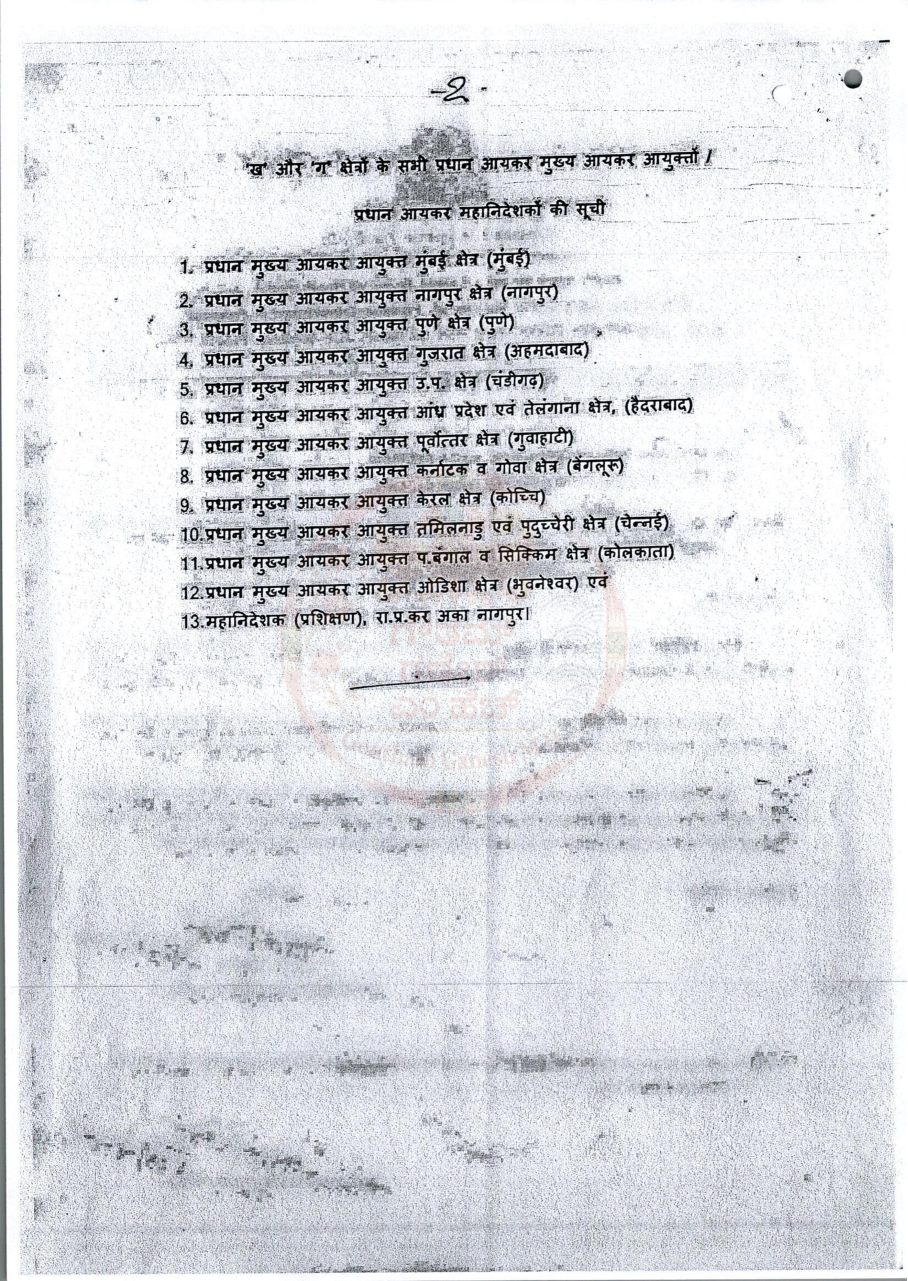 -2-
'ख' और 'ग' क्षेत्रों के सभी प्रधान आयकर मुख्य आयकर आयुक्तों /
प्रधान आयकर महानिदेशकों की सूची
1. प्रधान मुख्य आयकर आयुक्त मुंबई क्षेत्र (मुंबई)
2. प्रधान मुख्य आयकर आयुक्त नागपुर क्षेत्र (नागपुर)
3. प्रधान मुख्य आयकर आयुक्त पुणे क्षेत्र (पुणे)
4. प्रधान मुख्य आयकर आयुक्त गुजरात क्षेत्र (अहमदाबाद)
5. प्रधान मुख्य आयकर आयुक्त उ.प. क्षेत्र (चंडीगढ़)
6. प्रधान मुख्य आयकर आयुक्त आंध्र प्रदेश एवं तेलंगाना क्षेत्र, (हैदराबाद)
7. प्रधान मुख्य आयकर आयुक्त पूर्वोत्तर क्षेत्र (गुवाहाटी)
8. प्रधान मुख्य आयकर आयुक्त कर्नाटक व गोवा क्षेत्र (बेंगलूरू)
9. प्रधान मुख्य आयकर आयुक्त केरल क्षेत्र (कोच्चि)
10.प्रधान मुख्य आयकर आयुक्त तमिलनाडु एवं पुदुच्चेरी क्षेत्र (चेन्नई)
11.प्रधान मुख्य आयकर आयुक्त प.बंगाल व सिक्किम क्षेत्र (कोलकाता)
12.प्रधान मुख्य आयकर आयुक्त ओडिशा क्षेत्र (भुवनेश्वर) एवं
13.महानिदेशक (प्रशिक्षण), रा.प्र.कर अका नागपुर।
ಎಂ ಹೆಚ್
Ganesh